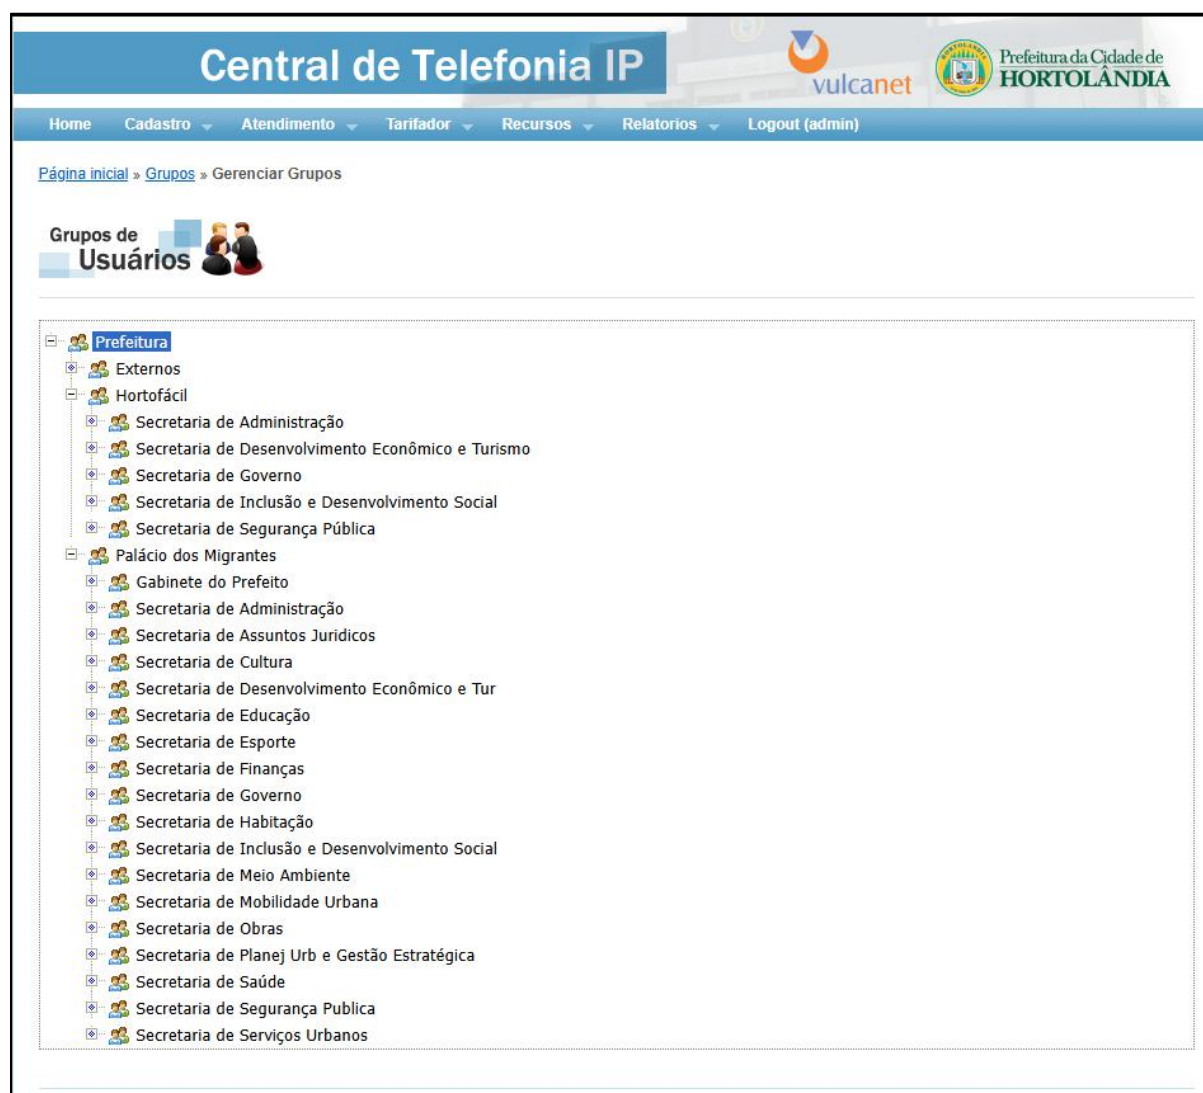 Central de Telefonia IP
vulcanet
Prefeitura da Cidade de
HORTOLÂNDIA
Home Cadastro Atendimento Tarifador Recursos Relatorios Logout (admin)
Página inicial » Grupos » Gerenciar Grupos
Grupos de
Usuários
Prefeitura
Externos
Hortofácil
Secretaria de Administração
Secretaria de Desenvolvimento Econômico e Turismo
Secretaria de Governo
Secretaria de Inclusão e Desenvolvimento Social
Secretaria de Segurança Pública
Palácio dos Migrantes
Gabinete do Prefeito
Secretaria de Administração
Secretaria de Assuntos Juridicos
Secretaria de Cultura
Secretaria de Desenvolvimento Econômico e Tur
Secretaria de Educação
Secretaria de Esporte
Secretaria de Finanças
Secretaria de Governo
Secretaria de Habitação
Secretaria de Inclusão e Desenvolvimento Social
Secretaria de Meio Ambiente
Secretaria de Mobilidade Urbana
Secretaria de Obras
Secretaria de Planej Urb e Gestão Estratégica
Secretaria de Saúde
Secretaria de Segurança Publica
Secretaria de Serviços Urbanos